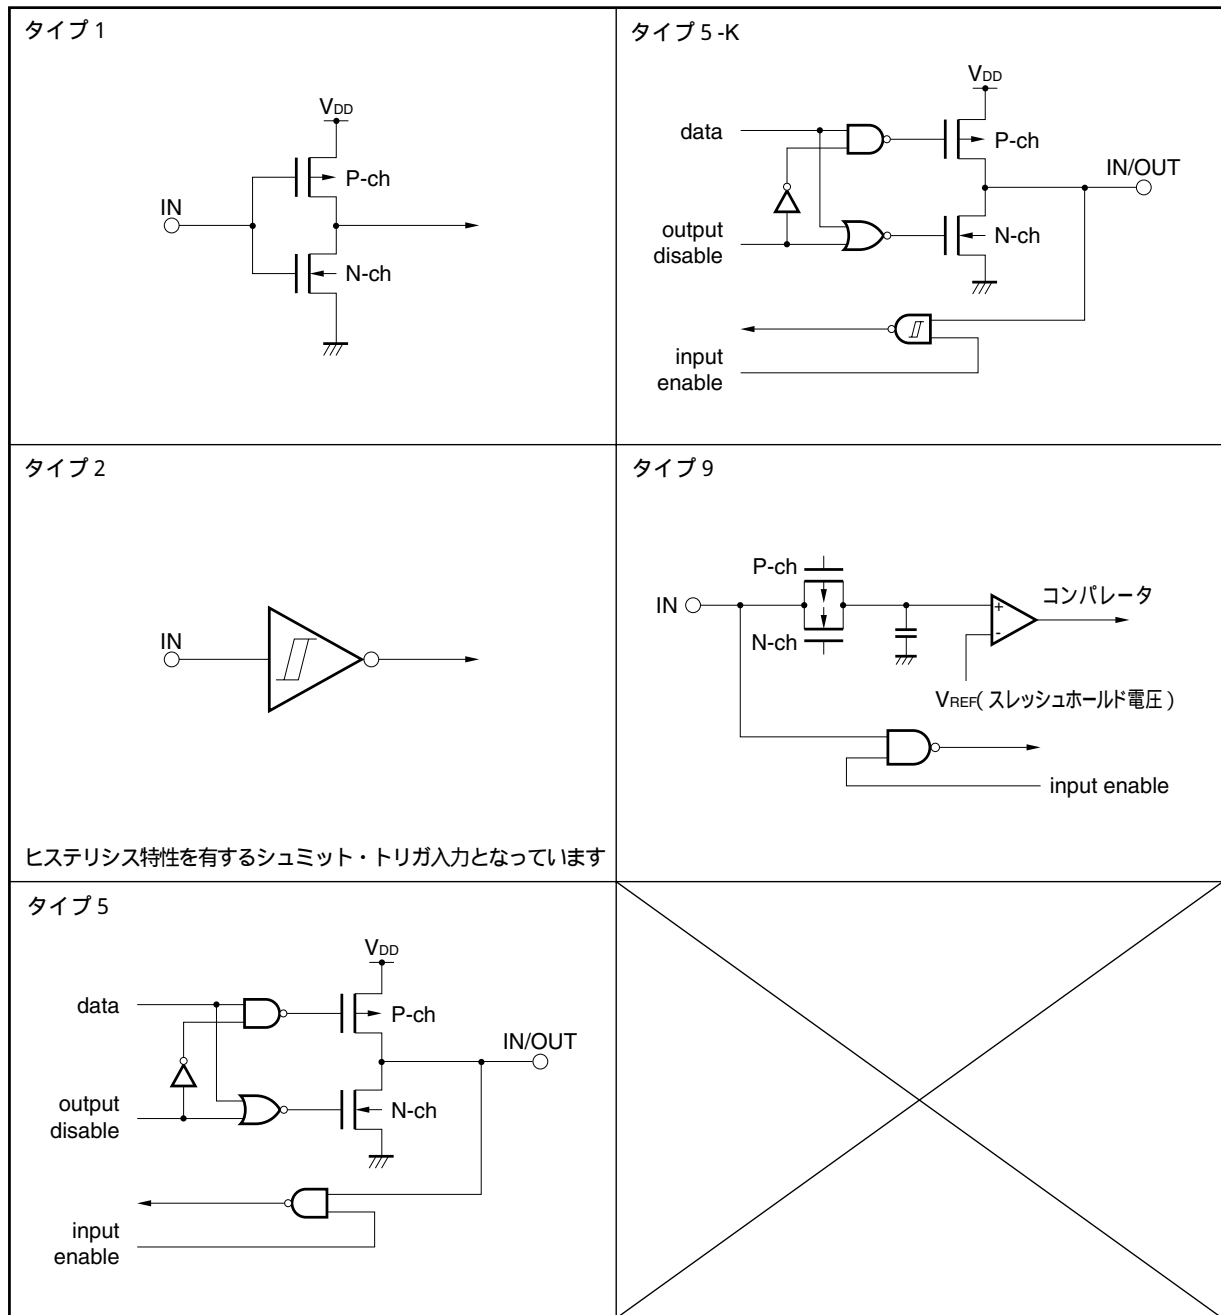 タイプ 1
VDD
P-ch
IN
N-ch
タイプ 5 -K
VDD
data
P-ch
IN/OUT
output
disable
N-ch
input
enable
タイプ 2
IN
ヒステリシス特性を有するシュミット・トリガ入力となっています
タイプ 9
P-ch
IN
N-ch
コンパレータ
+
-
VREF( スレッシュホールド電圧 )
input enable
タイプ 5
VDD
data
P-ch
IN/OUT
output
disable
N-ch
input
enable